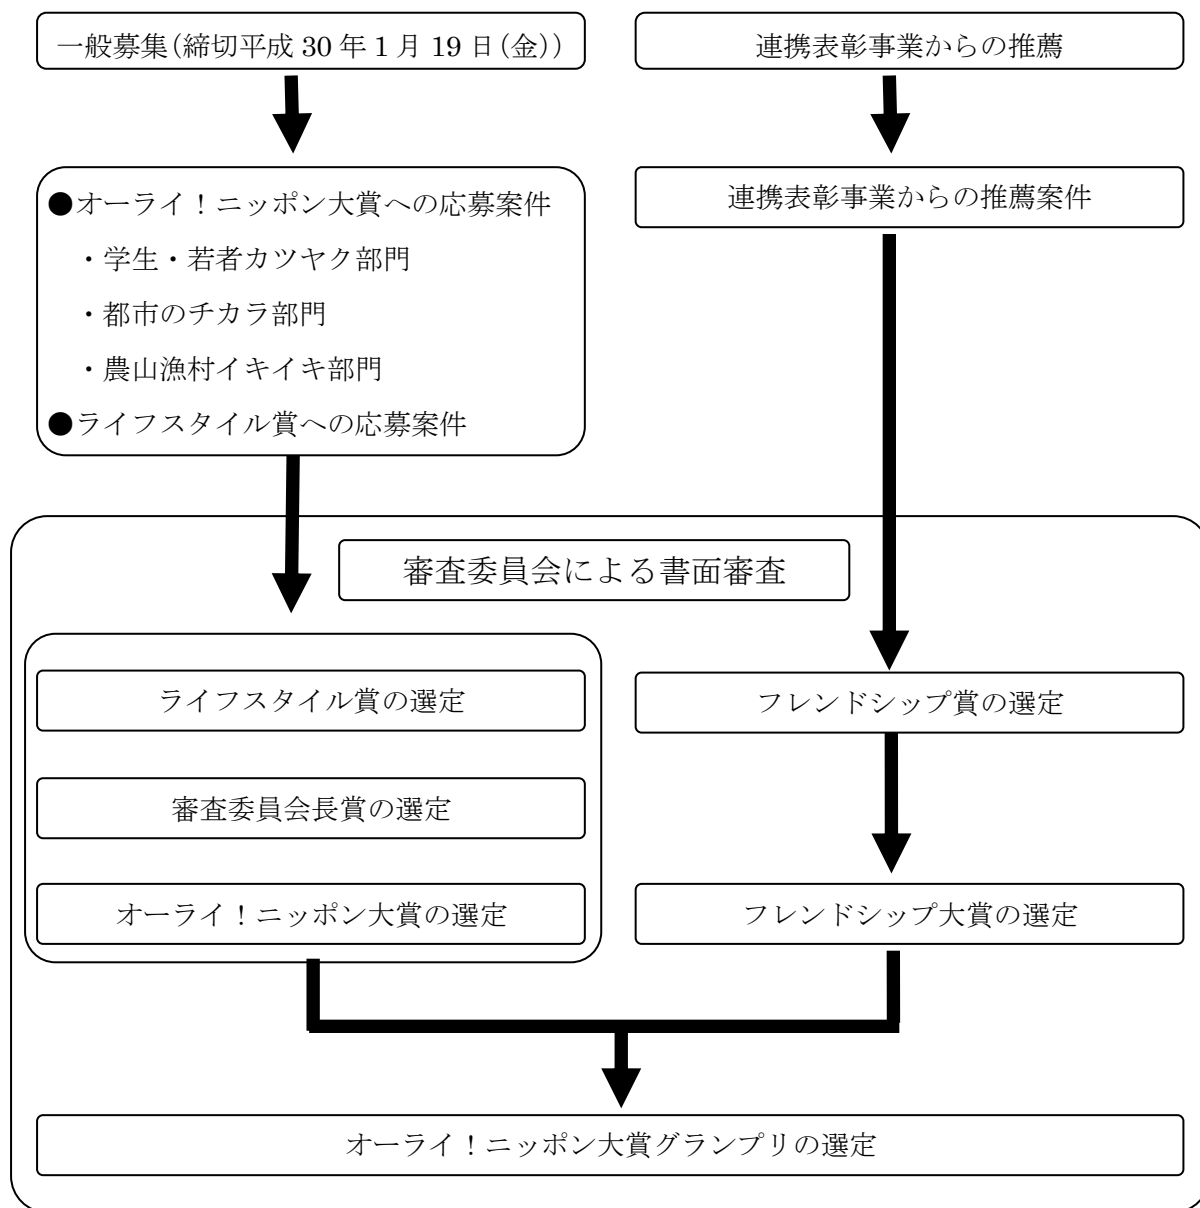 一般募集(締切平成 30 年 1 月 19 日(金))
連携表彰事業からの推薦
●オーライ！ニッポン大賞への応募案件
・学生・若者カツヤク部門
・都市のチカラ部門
・農山漁村イキイキ部門
●ライフスタイル賞への応募案件
連携表彰事業からの推薦案件
審査委員会による書面審査
ライフスタイル賞の選定
審査委員会長賞の選定
オーライ！ニッポン大賞の選定
フレンドシップ賞の選定
フレンドシップ大賞の選定
オーライ！ニッポン大賞グランプリの選定